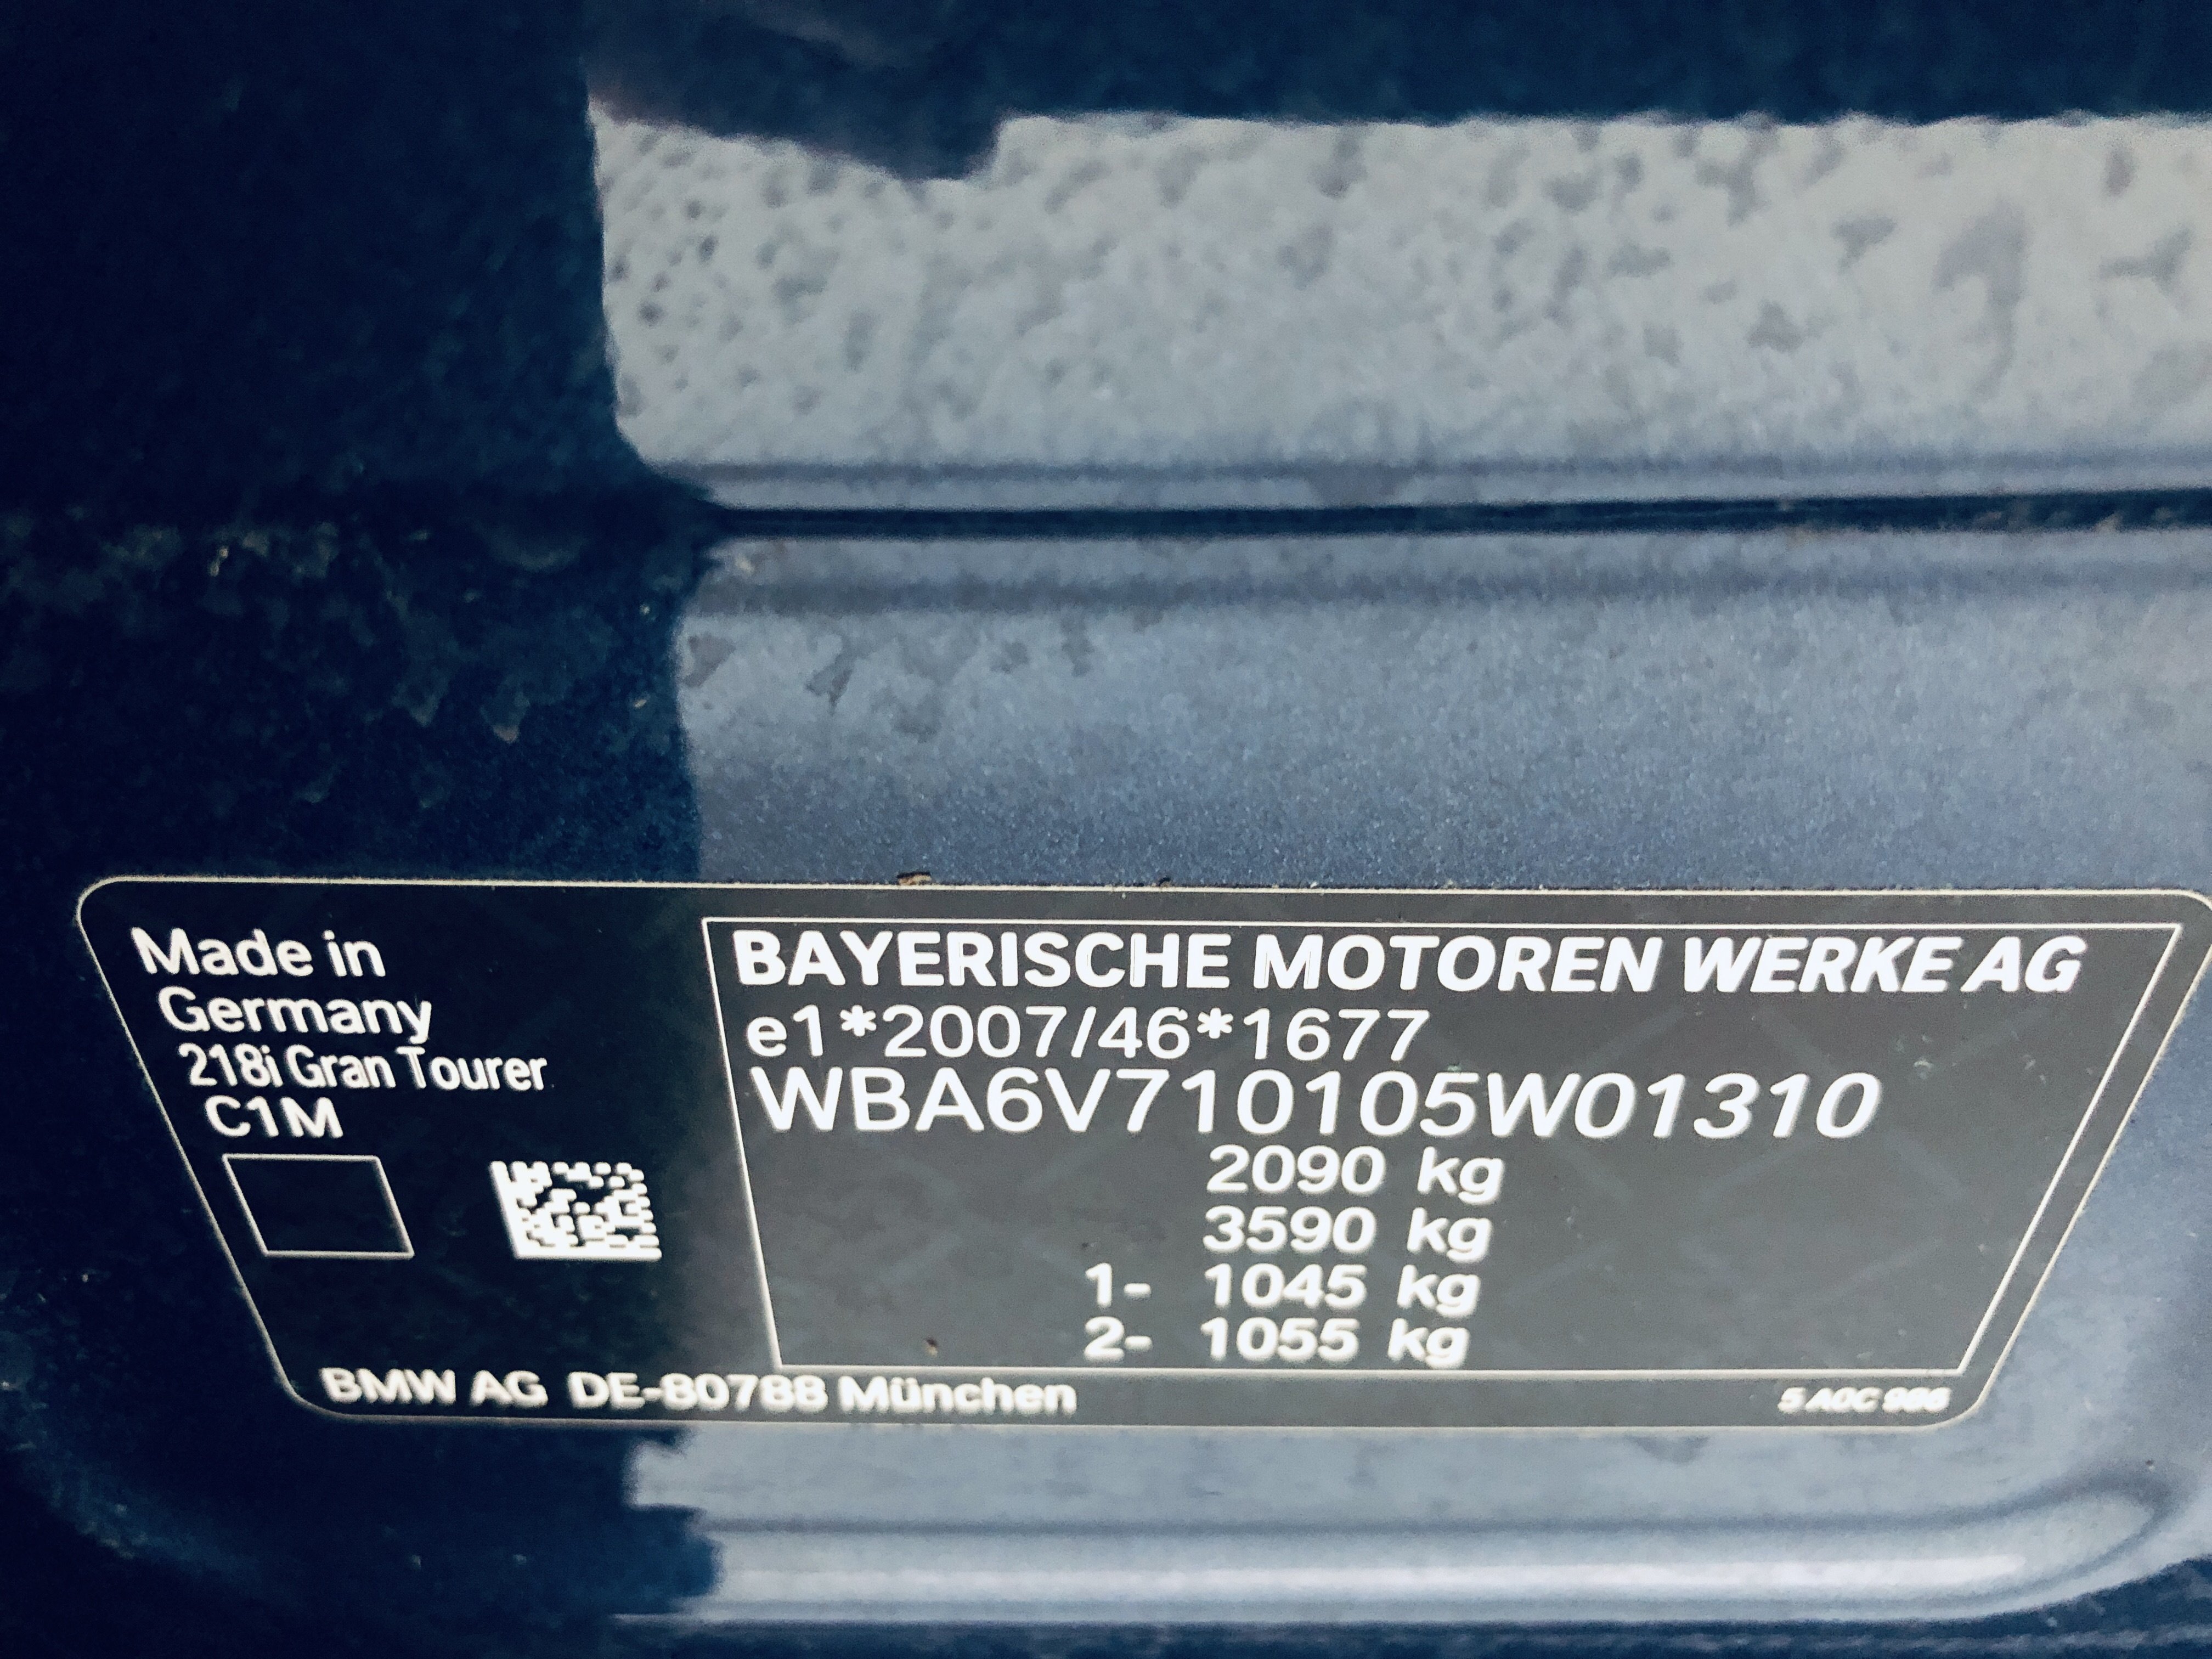 Made in
Germany
218i Gran Tourer
C1M
BAYERISCHE MOTOREN WERKE AG
e1*2007/46*1677
WBA6V710105W01310
2090 kg
3590 kg
1- 1045 kg
2- 1055 kg
BMW AG DE-80788 München
5 A0C 986